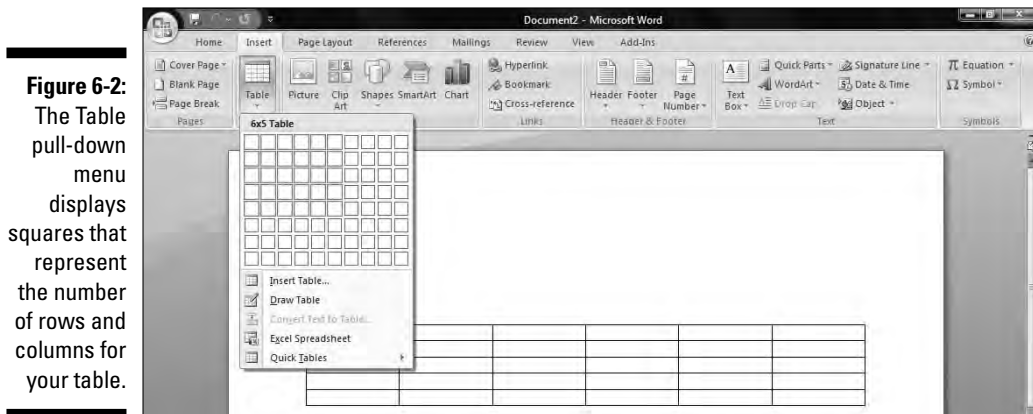 Figure 6-2:
The Table
pull-down
menu
displays
squares that
represent
the number
of rows and
columns for
your table.
Document2 - Microsoft Word
Home Insert Page Layout References Mailings Review View Add-Ins
Cover Page
Blank Page
Page Break
Pages
Table
Picture
Clip
Art
Shapes
SmartArt
Chart
Hyperlink
Bookmark
Cross-reference
Links
Header
Footer
Page
Number
Header & Footer
A
Text
Box
Quick Parts
WordArt
Drop Cap
Signature Line
Date & Time
Object
Text
π Equation
Ω Symbol
Symbols
6x5 Table
Insert Table...
Draw Table
Convert Text to Table...
Excel Spreadsheet
Quick Tables